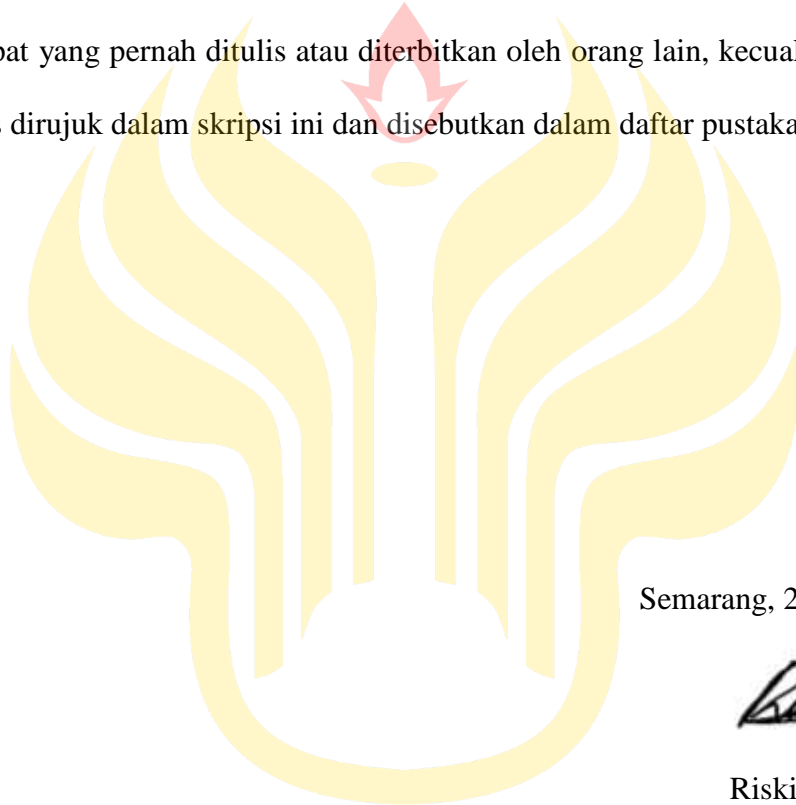 pat yang pernah ditulis atau diterbitkan oleh orang lain, kecual
s dirujuk dalam skripsi ini dan disebutkan dalam daftar pustaka
Semarang, 2
Riski